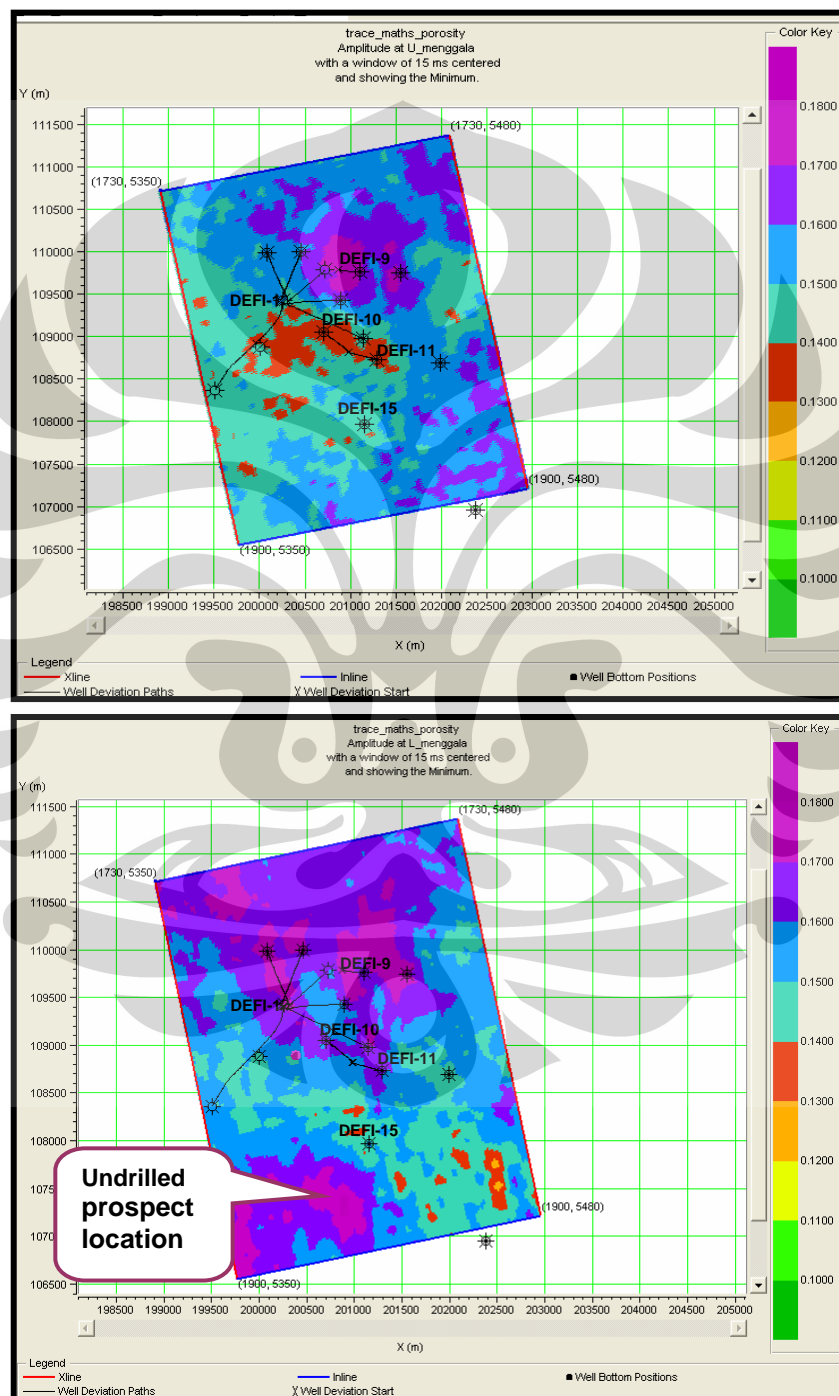 trace_maths_porosity
Amplitude at U_menggala
with a window of 15 ms centered
and showing the Minimum.
Color Key
Y (m)
111500
111000
110500
110000
109500
109000
108500
108000
107500
107000
106500
(1730, 5480)
(1730, 5350)
DEFI-9
DEFI-1
DEFI-10
DEFI-11
DEFI-15
(1900, 5480)
(1900, 5350)
0.1800
0.1700
0.1600
0.1500
0.1400
0.1300
0.1200
0.1100
0.1000
198500 199000 199500 200000 200500 201000 201500 202000 202500 203000 203500 204000 204500 205000
X (m)
Legend
Xline Inline Well Bottom Positions
Well Deviation Paths Well Deviation Start
trace_maths_porosity
Amplitude at L_menggala
with a window of 15 ms centered
and showing the Minimum.
Color Key
Y (m)
111500
111000
110500
110000
109500
109000
108500
108000
1075
107000
106500
(1730, 5480)
(1730, 5350)
DEFI-9
DEFI-1
DEFI-10
DEFI-11
DEFI-15
Undrilled
prospect
location
(1900, 5480)
(1900, 5350)
0.1800
0.1700
0.1600
0.1500
0.1400
0.1300
0.1200
0.1100
0.1000
198500 199000 199500 200000 200500 201000 201500 202000 202500 203000 203500 204000 204500 205000
X (m)
Legend
Xline Inline Well Bottom Positions
Well Deviation Paths Well Deviation Start